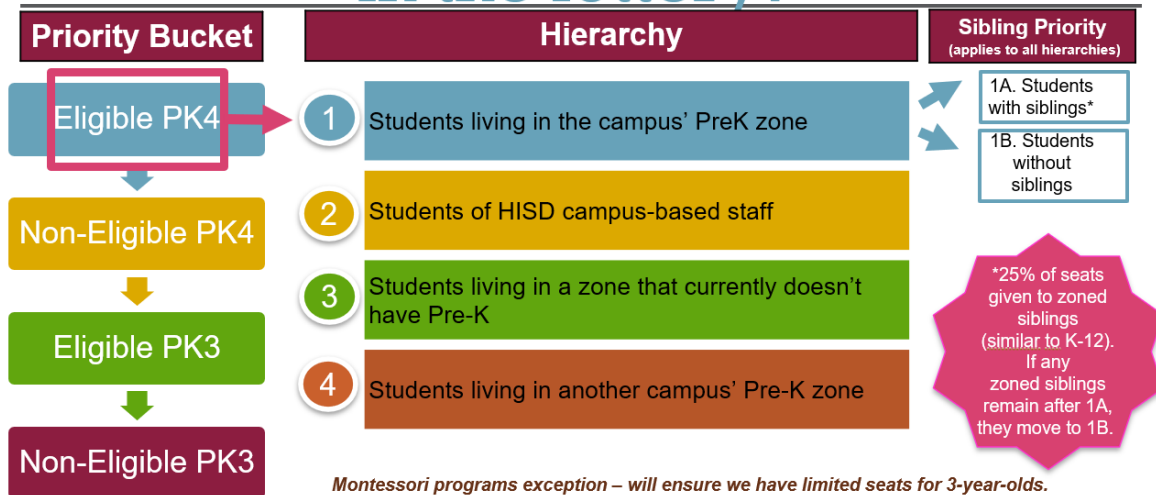 in the lottery?
Priority Bucket
Hierarchy
Sibling Priority
(applies to all hierarchies)
Eligible PK4
Non-Eligible PK4
Eligible PK3
Non-Eligible PK3
1
Students living in the campus’ PreK zone
2
Students of HISD campus-based staff
3
Students living in a zone that currently doesn’t
have Pre-K
4
Students living in another campus’ Pre-K zone
1A. Students
with siblings*
1B. Students
without
siblings
*25% of seats
given to zoned
siblings
(similar to K-12).
If any
zoned siblings
remain after 1A,
they move to 1B.
Montessori programs exception – will ensure we have limited seats for 3-year-olds.